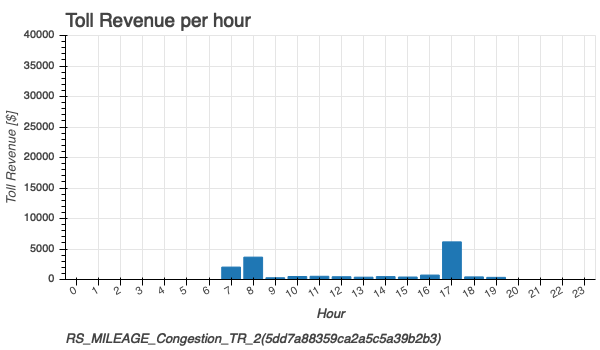 Toll Revenue per hour
40000
35000
30000
25000
20000
15000
10000
5000
0
Toll Revenue [$]
0 1 2 3 4 5 6 7 8 9 10 11 12 13 14 15 16 17 18 19 20 21 22 23
Hour
RS_MILEAGE_Congestion_TR_2(5dd7a88359ca2a5c5a39b2b3)